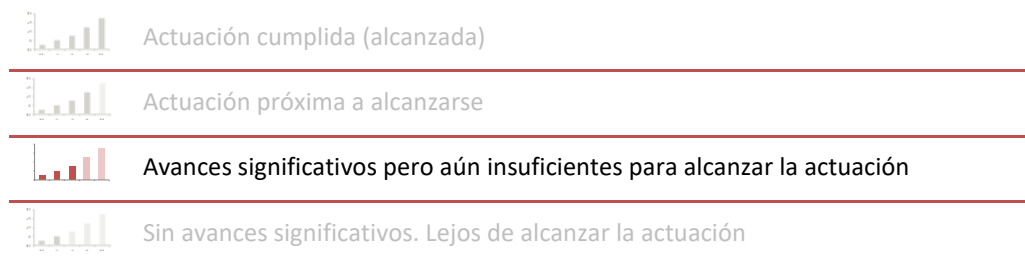 Actuación cumplida (alcanzada)
Actuación próxima a alcanzarse
Avances significativos pero aún insuficientes para alcanzar la actuación
Sin avances significativos. Lejos de alcanzar la actuación